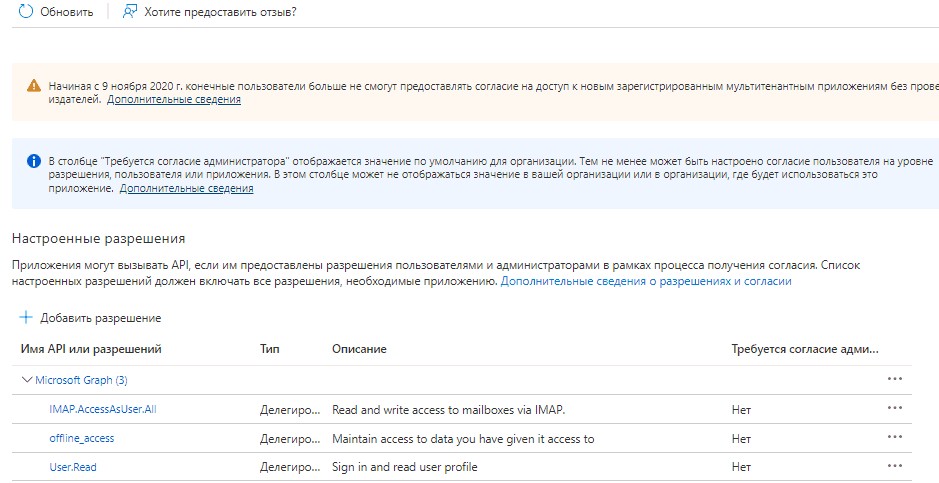 Обновить
Хотите предоставить отзыв?
Начиная с 9 ноября 2020 г. конечные пользователи больше не смогут предоставлять согласие на доступ к новым зарегистрированным мультитенантным приложениям без прове
издателей. Дополнительные сведения
В столбце "Требуется согласие администратора" отображается значение по умолчанию для организации. Тем не менее может быть настроено согласие пользователя на уровне
разрешения, пользователя или приложения. В этом столбце может не отображаться значение в вашей организации или в организации, где будет использоваться это
приложение. Дополнительные сведения
Настроенные разрешения
Приложения могут вызывать API, если им предоставлены разрешения пользователями и администраторами в рамках процесса получения согласия. Список
настроенных разрешений должен включать все разрешения, необходимые приложению. Дополнительные сведения о разрешениях и согласии
Добавить разрешение
Имя API или разрешений Тип Описание Требуется согласие адми...
Microsoft Graph (3) ...
IMAP.AccessAsUser.All Делегиро... Read and write access to mailboxes via IMAP. Нет ...
offline_access Делегиро... Maintain access to data you have given it access to Нет ...
User.Read Делегиро... Sign in and read user profile Нет ...